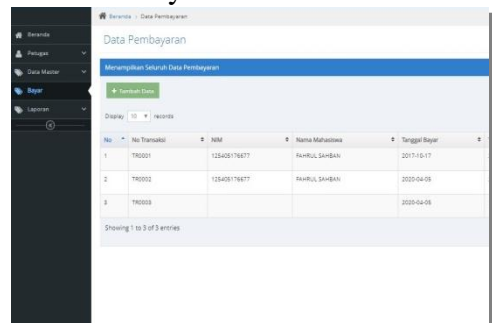 Beranda › Data Pembayaran
Beranda
Petugas
Data Master
Bayar
Laporan
Data Pembayaran
Menampilkan Seluruh Data Pembayaran
+ Tambah Data
Display 10 records
No No Transaksi NIM Nama Mahasiswa Tanggal Bayar
1 TR0001 125405176677 FAHRUL SAHBAN 2017-10-17
2 TR0002 125405176677 FAHRUL SAHBAN 2020-04-05
3 TR0003 2020-04-05
Showing 1 to 3 of 3 entries